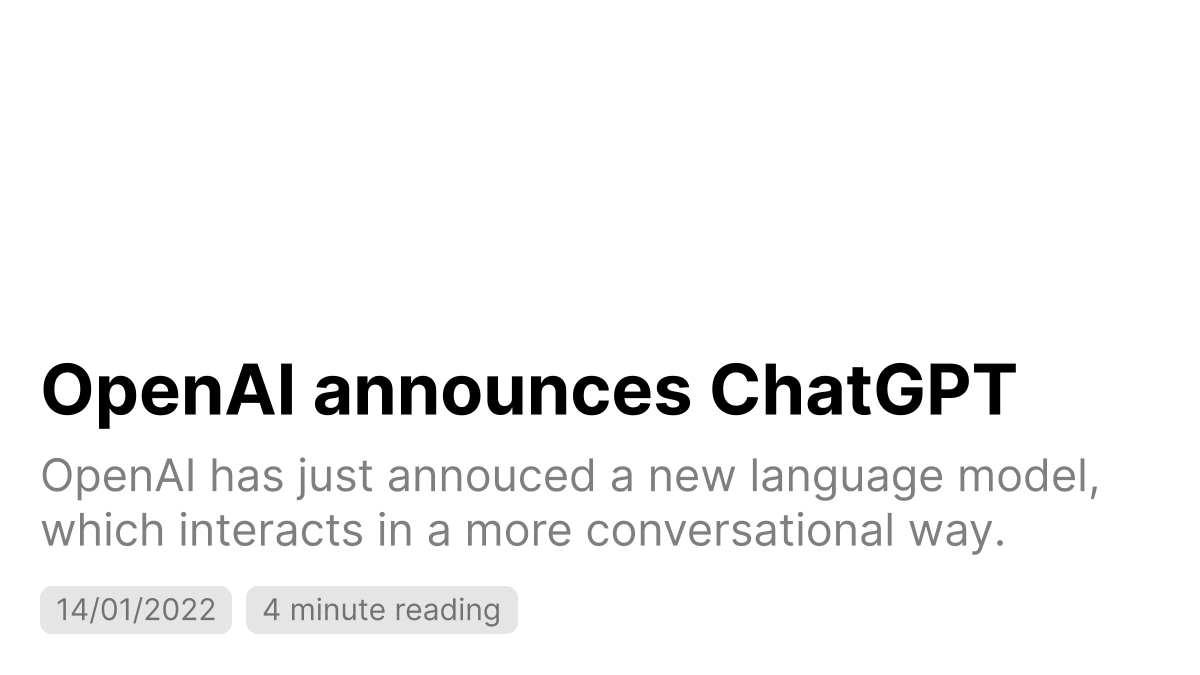 OpenAI announces ChatGPT
OpenAI has just annouced a new language model,
which interacts in a more conversational way.
14/01/2022 4 minute reading